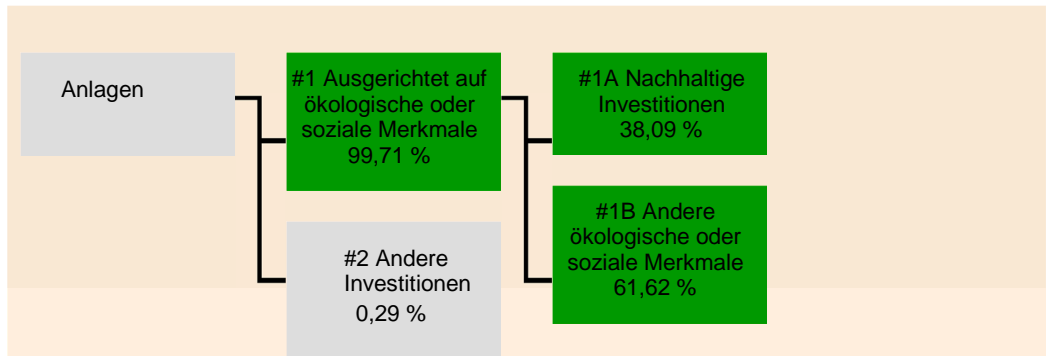 Anlagen
#1 Ausgerichtet auf
ökologische oder
soziale Merkmale
99,71 %
#2 Andere
Investitionen
0,29 %
#1A Nachhaltige
Investitionen
38,09 %
#1B Andere
ökologische oder
soziale Merkmale
61,62 %